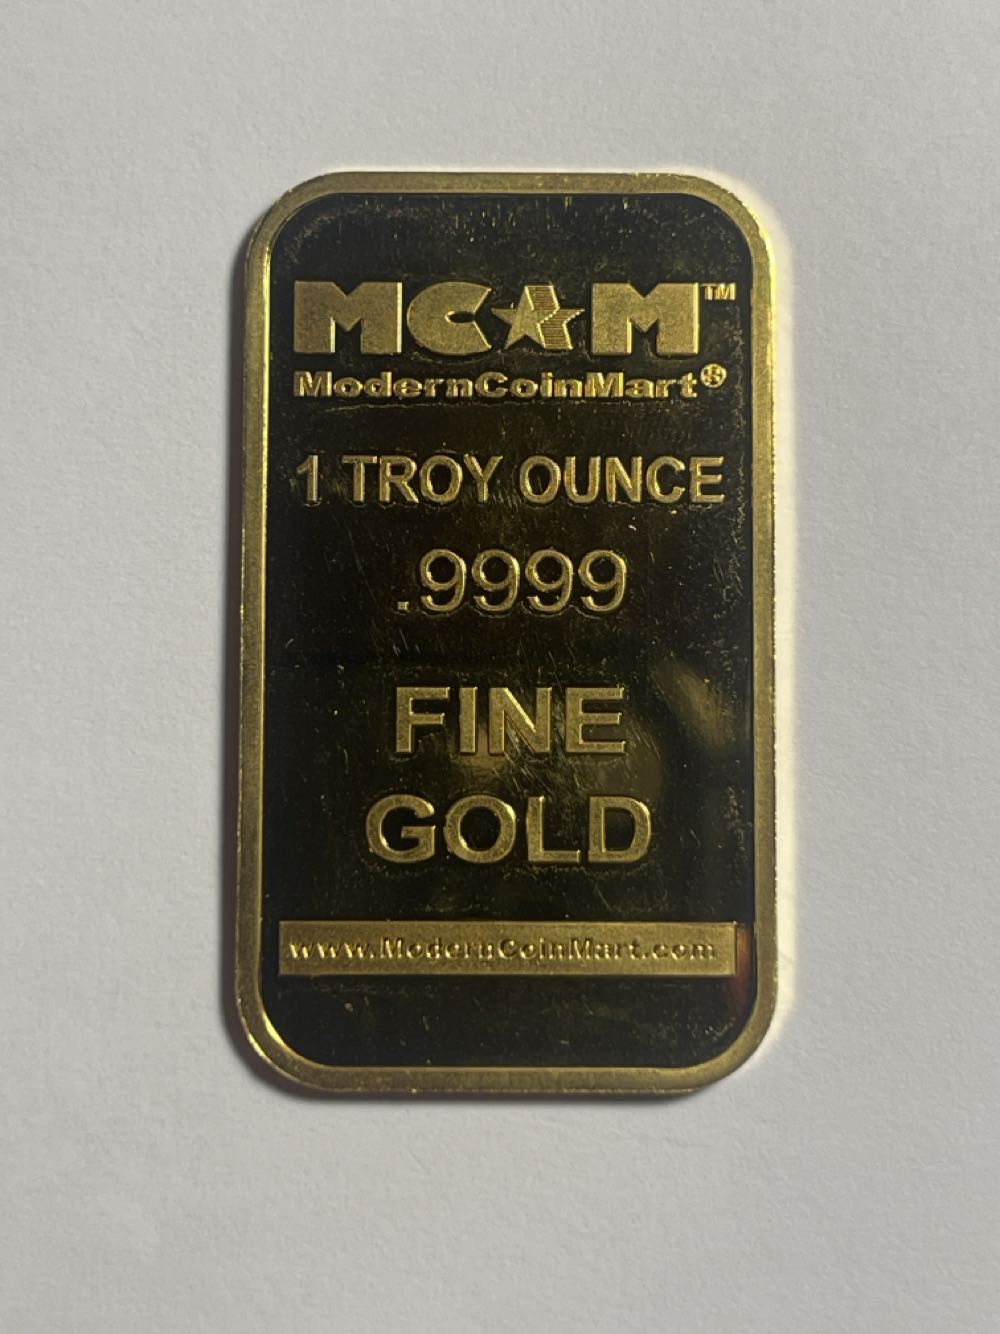 MC★M™
ModernCoinMart®
1 TROY OUNCE
.9999
FINE
GOLD
www.ModernCoinMart.com